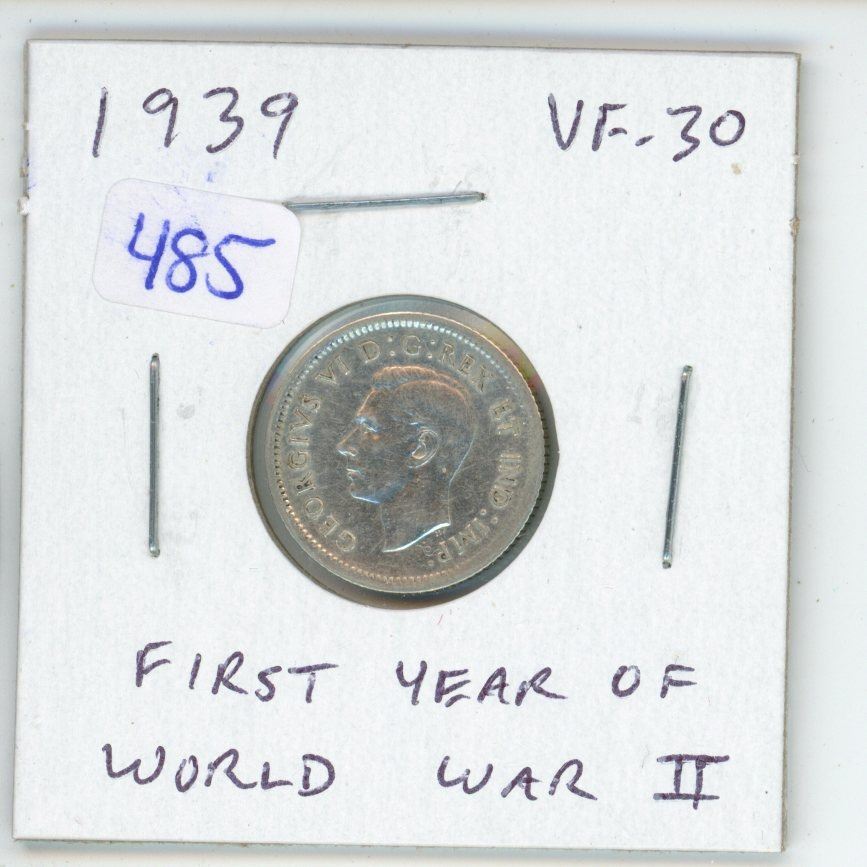 1939 VF-30
485
GEORGIVS VI D:G:REX ET IND:IMP:
FIRST YEAR OF
WORLD WAR II